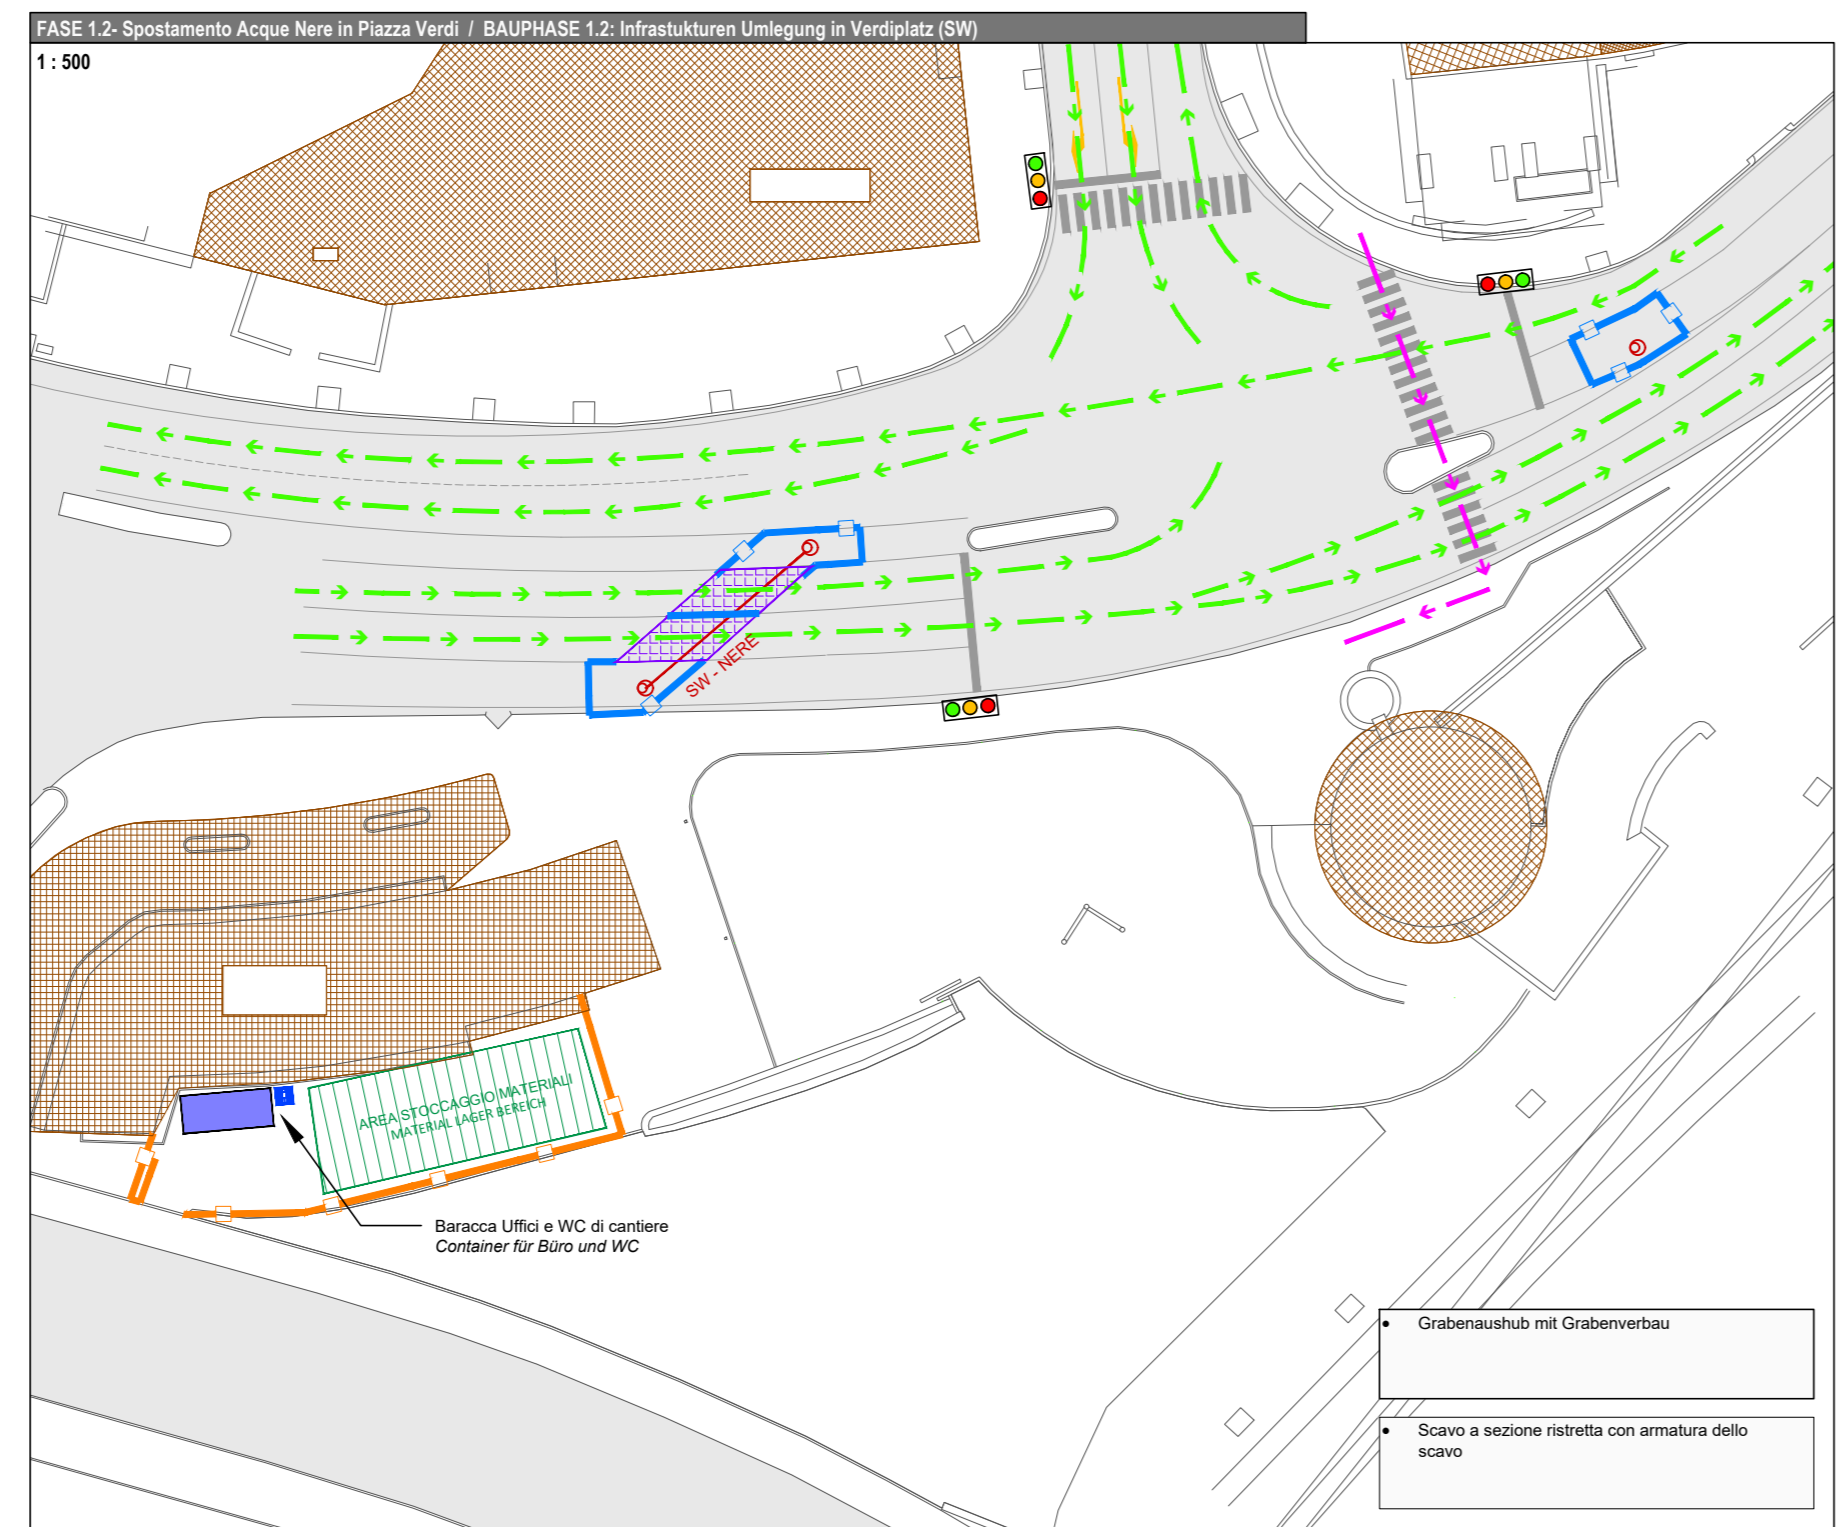 FASE 1.2- Spostamento Acque Nere in Piazza Verdi / BAUPHASE 1.2: Infrastukturen Umlegung in Verdiplatz (SW)
1 : 500
SW - NERE
AREA STOCCAGGIO MATERIALI
MATERIAL LAGER BEREICH
Baracca Uffici e WC di cantiere
Container für Büro und WC
• Grabenaushub mit Grabenverbau
• Scavo a sezione ristretta con armatura dello
scavo